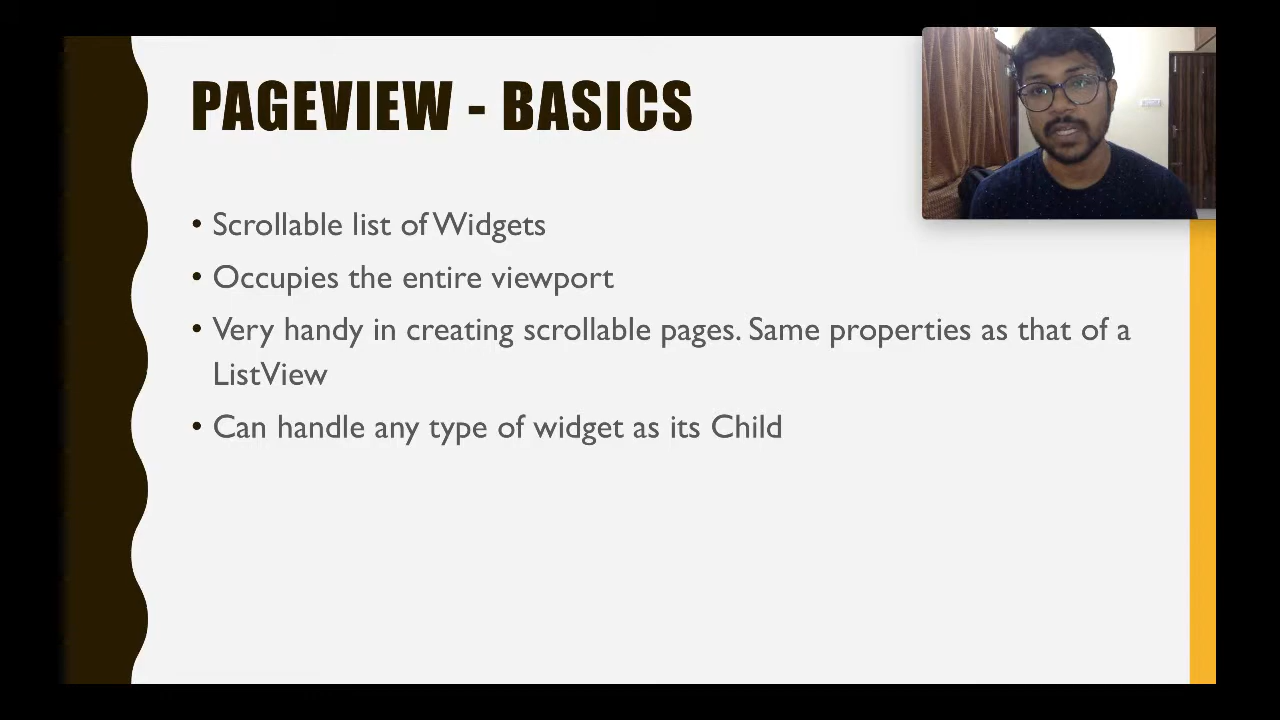 PAGEVIEW - BASICS
• Scrollable list of Widgets
• Occupies the entire viewport
• Very handy in creating scrollable pages. Same properties as that of a
ListView
• Can handle any type of widget as its Child